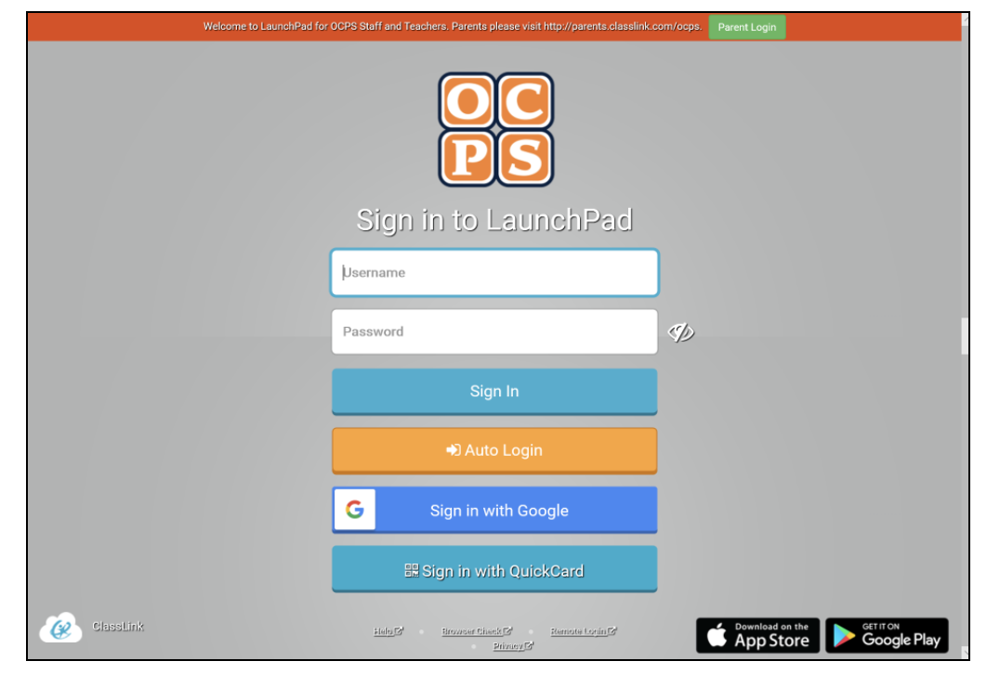 Welcome to LaunchPad for OCPS Staff and Teachers. Parents please visit http://parents.classlink.com/ocps. Parent Login
OC
PS
Sign in to LaunchPad
Username
Password
Sign In
Auto Login
G Sign in with Google
Sign in with QuickCard
ClassLink
Help Browser Check Remote Login
Privacy
Download on the
App Store
GET IT ON
Google Play